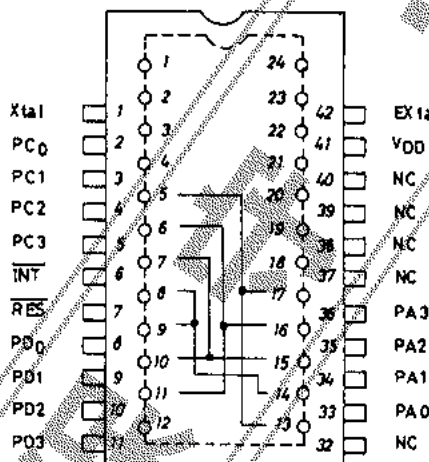 1 24
2 23
Xtal 1 42 EXta
3 22
PC0 2 41 VDD
4 21
PC1 3 40 NC
5 20
PC2 4 39 NC
6 19
PC3 5 38 NC
7 18
INT 6 37 NC
8 17
RES 7 36 PA3
9 16
PD0 8 35 PA2
10 15
PD1 9 34 PA1
11 14
PD2 10 33 PA0
12 13
PD3 11 32 NC